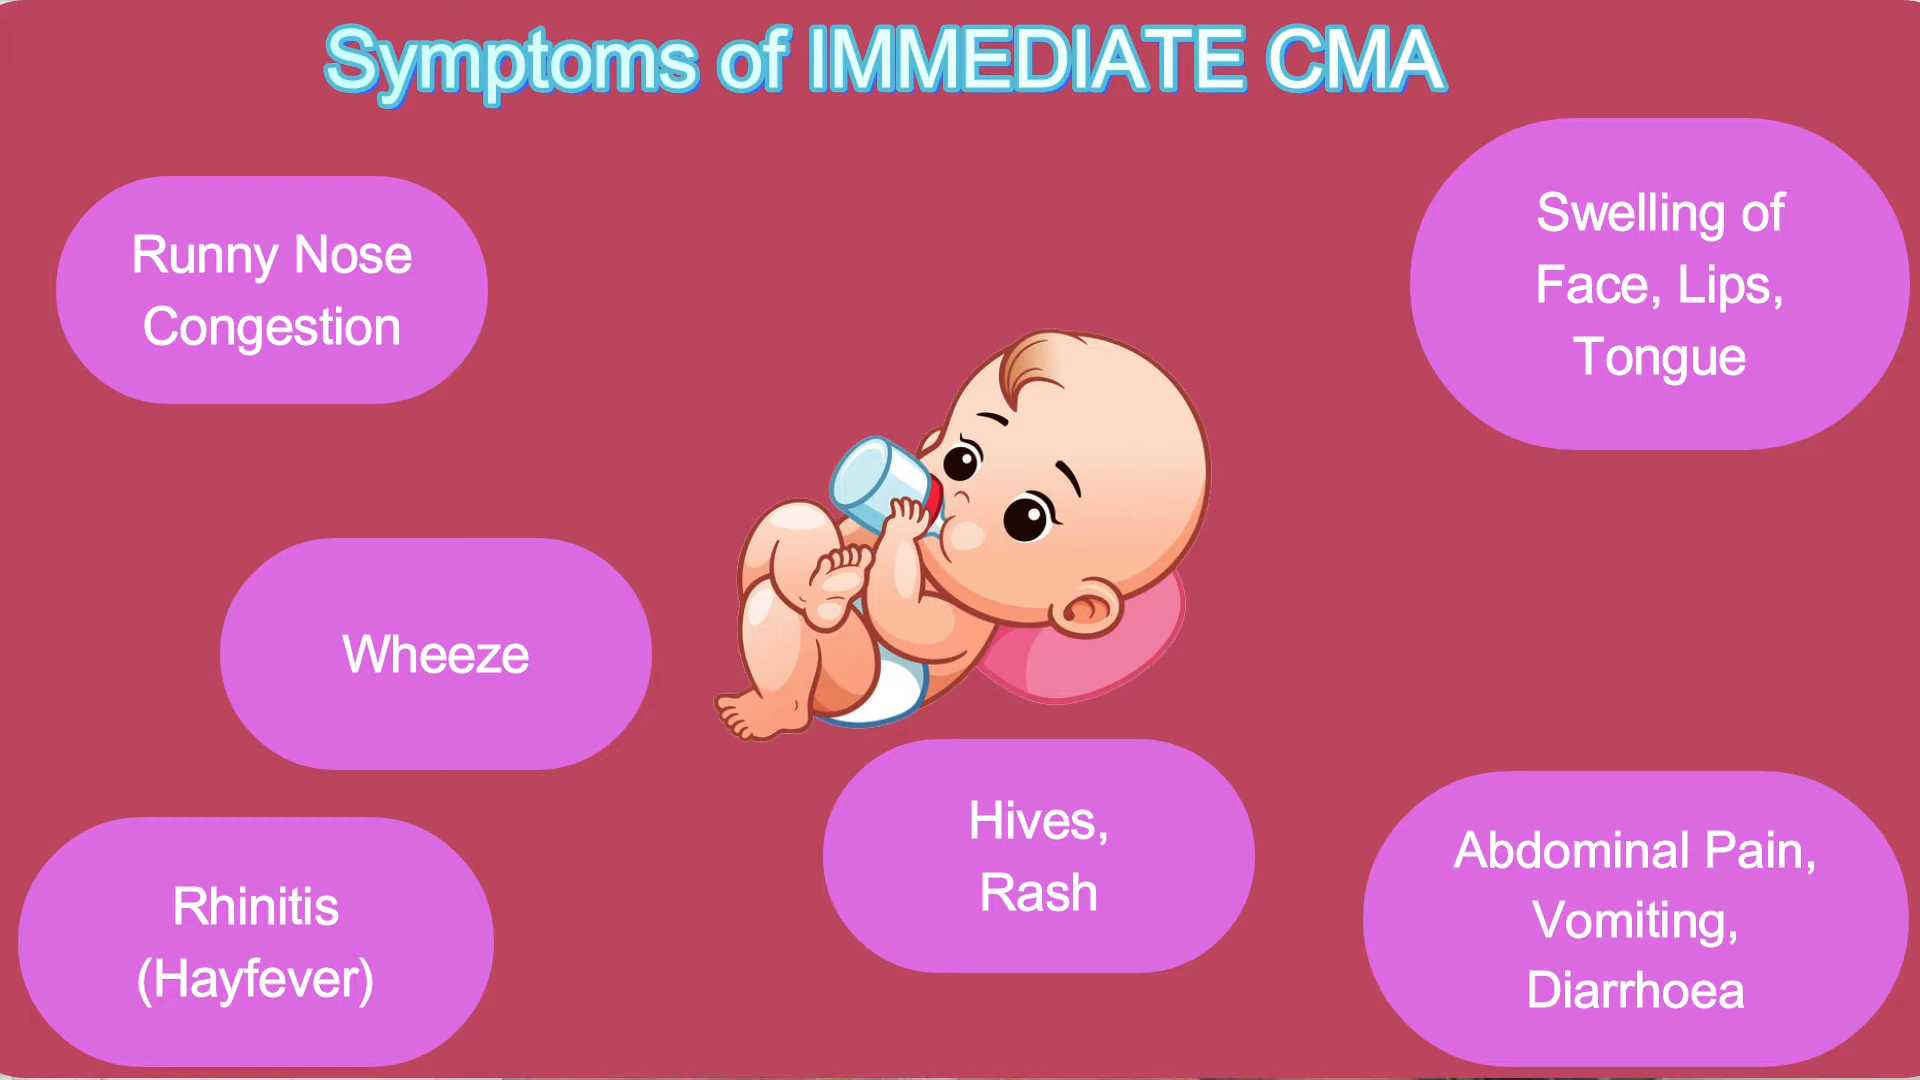 Symptoms of IMMEDIATE CMA
Runny Nose
Congestion
Swelling of
Face, Lips,
Tongue
Wheeze
Hives,
Rash
Rhinitis
(Hayfever)
Abdominal Pain,
Vomiting,
Diarrhoea